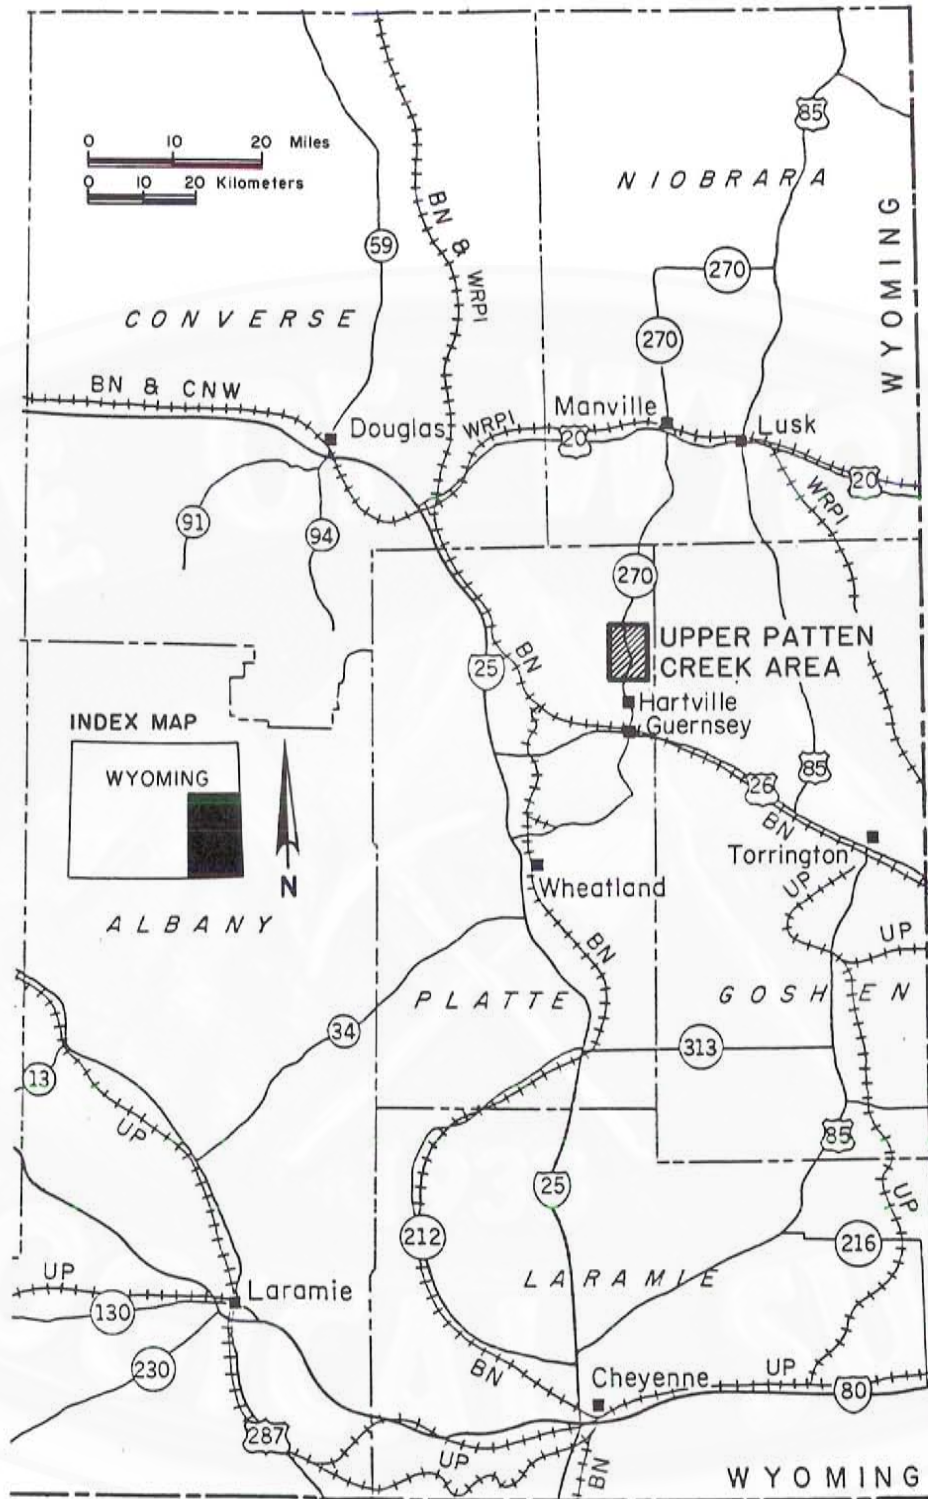 85
0 10 20 Miles
0 10 20 Kilometers
NIOBRARA
BN & WRPI
WYOMING
59
270
CONVERSE
270
BN & CNW
Manville
Douglas
WRPI
20
Lusk
20
WRPI
91
94
270
UPPER PATTEN
CREEK AREA
BN
25
Hartville
Guernsey
INDEX MAP
WYOMING
N
85
26
BN
Torrington
Wheatland
UP
ALBANY
BN
UP
PLATTE
GOSHEN
34
313
13
UP
85
25
UP
212
216
UP
LARAMIE
Laramie
130
230
BN
Cheyenne
UP
80
287
UP
BN
WYOMING